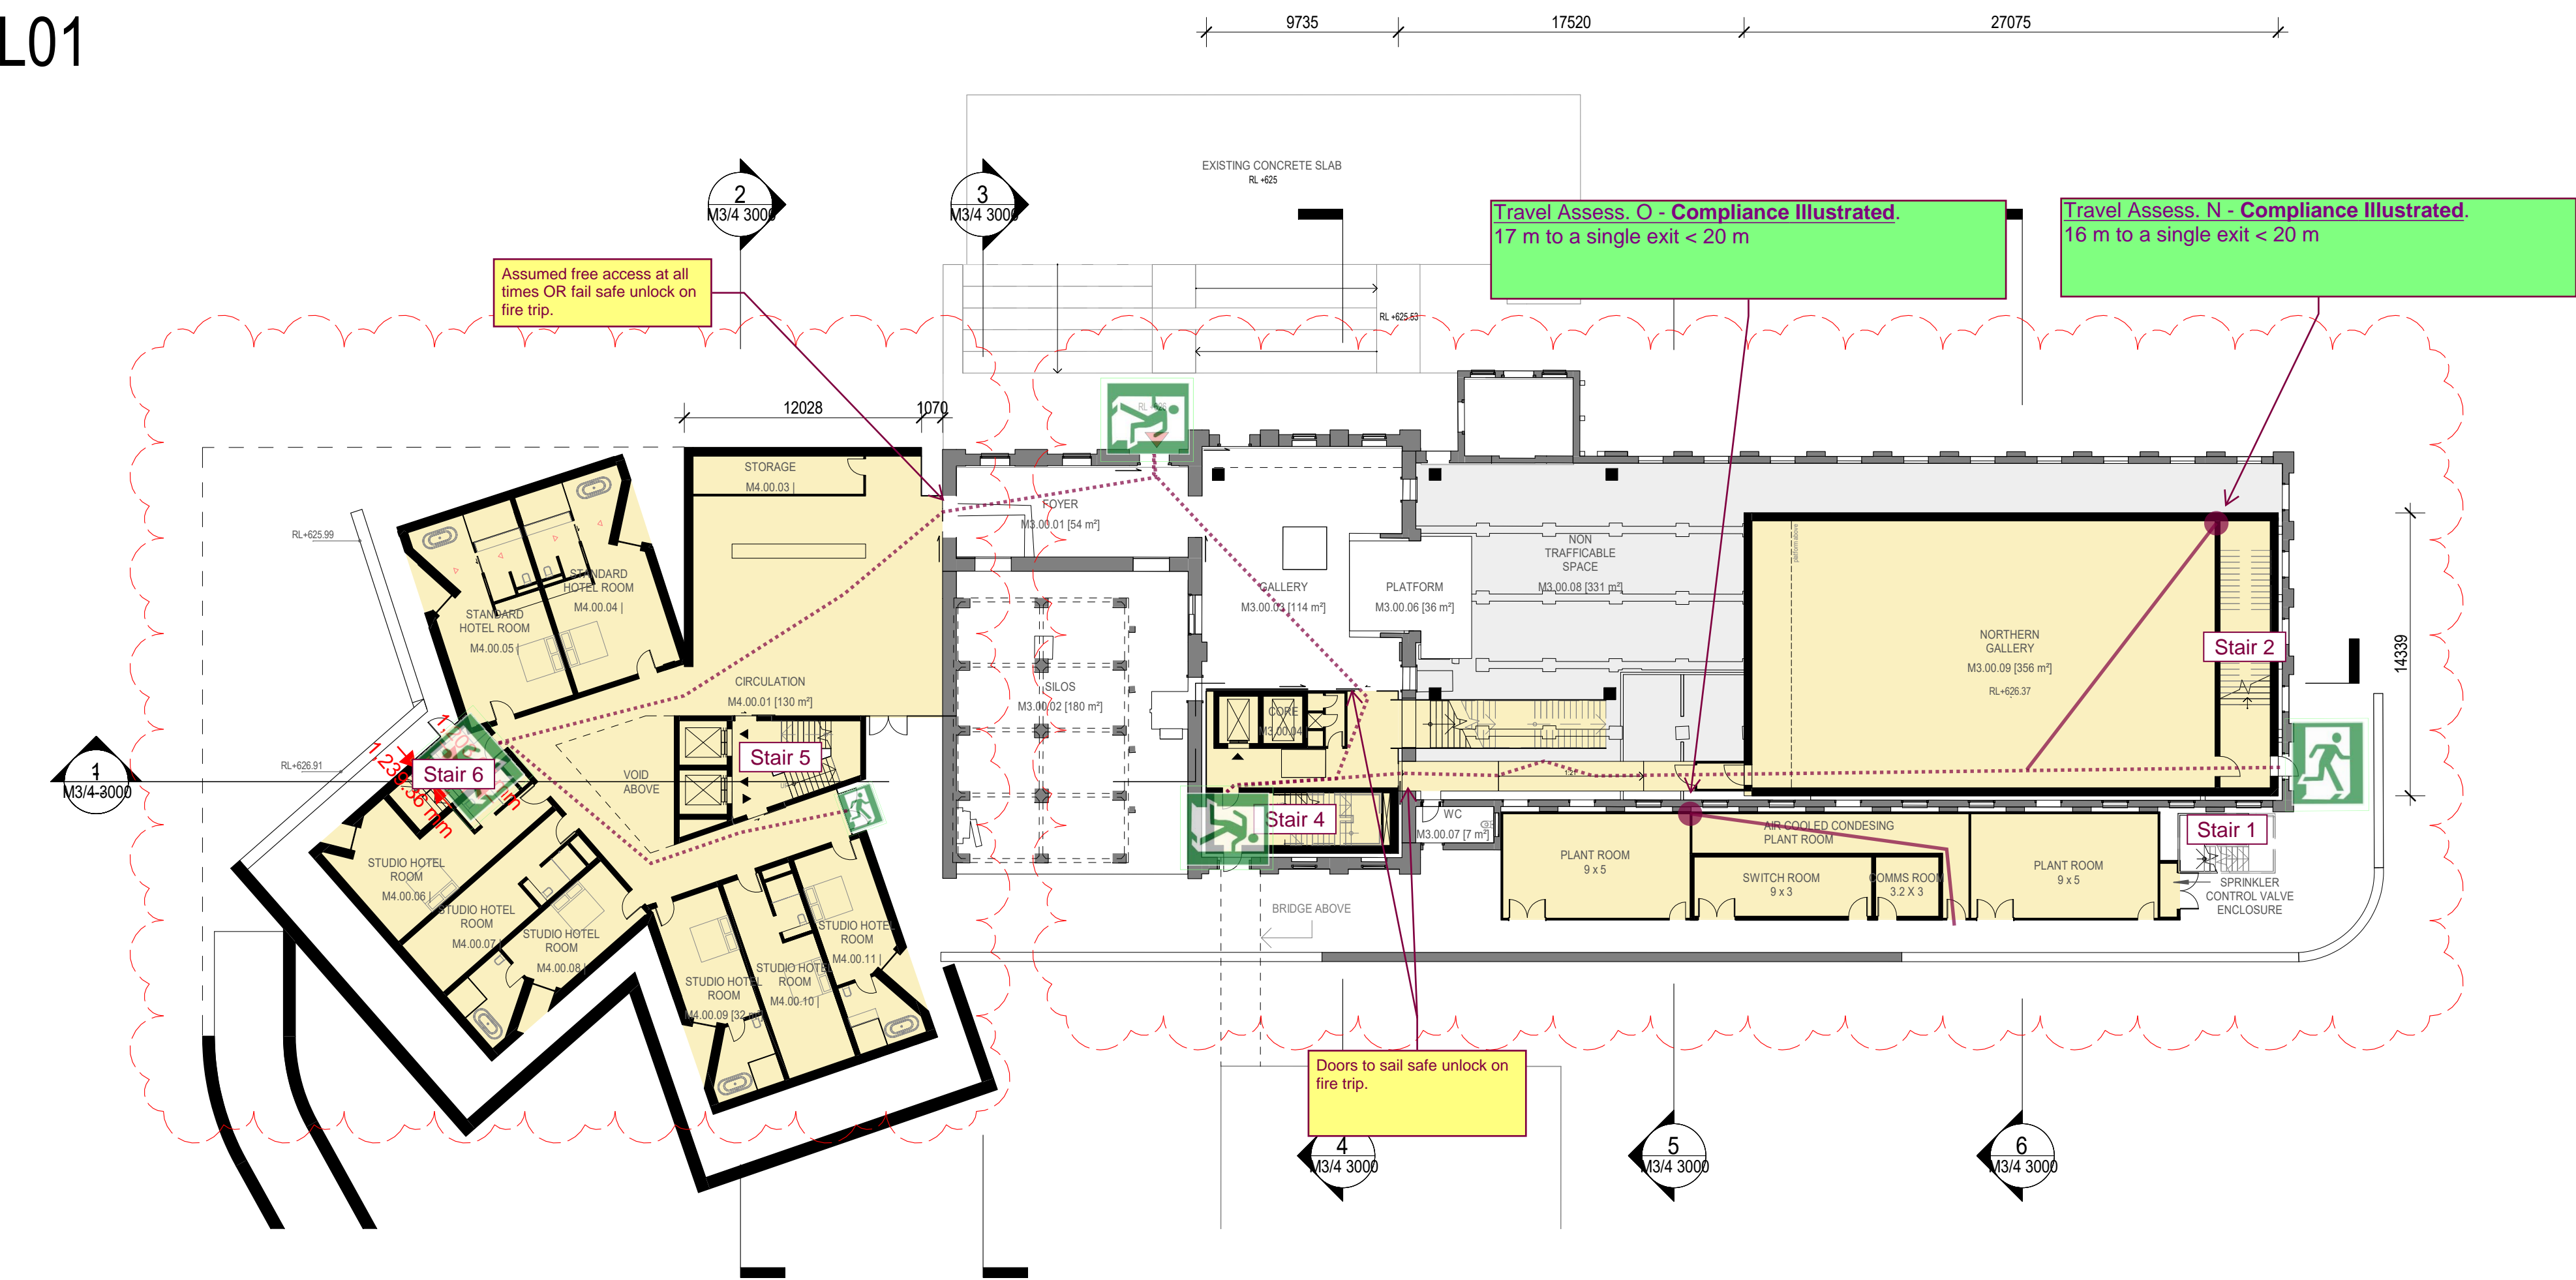 L01
9735
17520
27075
EXISTING CONCRETE SLAB
RL +625
2
M3/4 3000
3
M3/4 3000
Travel Assess. O - Compliance Illustrated.
17 m to a single exit < 20 m
Travel Assess. N - Compliance Illustrated.
16 m to a single exit < 20 m
Assumed free access at all
times OR fail safe unlock on
fire trip.
RL +625.53
12028
1070
STORAGE
M4.00.03 |
FOYER
M3.00.01 [54 m²]
RL+625.99
STANDARD
HOTEL ROOM
M4.00.04 |
STANDARD
HOTEL ROOM
M4.00.05 |
GALLERY
M3.00.03 [114 m²]
PLATFORM
M3.00.06 [36 m²]
NON
TRAFFICABLE
SPACE
M3.00.08 [331 m²]
platform above
NORTHERN
GALLERY
M3.00.09 [356 m²]
RL+626.37
Stair 2
14339
CIRCULATION
M4.00.01 [130 m²]
SILOS
M3.00.02 [180 m²]
CORE
M3.00.04
1
M3/4-3000
RL+626.91
Stair 6
VOID
ABOVE
Stair 5
Stair 4
WC
M3.00.07 [7 m²]
AIR COOLED CONDESING
PLANT ROOM
Stair 1
PLANT ROOM
9 x 5
SWITCH ROOM
9 x 3
COMMS ROOM
3.2 X 3
PLANT ROOM
9 x 5
SPRINKLER
CONTROL VALVE
ENCLOSURE
BRIDGE ABOVE
STUDIO HOTEL
ROOM
M4.00.06 |
STUDIO HOTEL
ROOM
M4.00.07 |
STUDIO HOTEL
ROOM
M4.00.08 |
STUDIO HOTEL
ROOM
M4.00.09 [32 m²]
STUDIO HOTEL
ROOM
M4.00.10 |
STUDIO HOTEL
ROOM
M4.00.11 |
Doors to sail safe unlock on
fire trip.
4
M3/4 3000
5
M3/4 3000
6
M3/4 3000